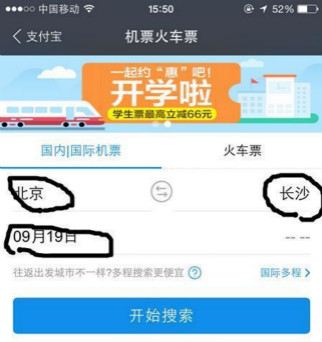 中国移动 15:50 52%
支付宝 机票火车票
一起约“惠”吧!
开学啦
学生票最高立减66元
国内|国际机票 火车票
北京 长沙
09月19日 -- --
往返出发城市不一样?多程搜索更便宜 ? 国际多程 >
开始搜索